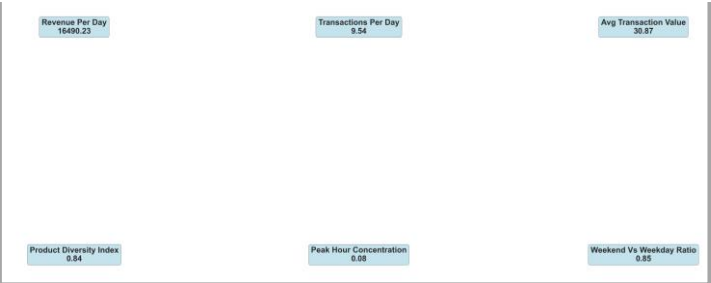 Revenue Per Day
16490.23
Transactions Per Day
9.54
Avg Transaction Value
30.87
Product Diversity Index
0.84
Peak Hour Concentration
0.08
Weekend Vs Weekday Ratio
0.85